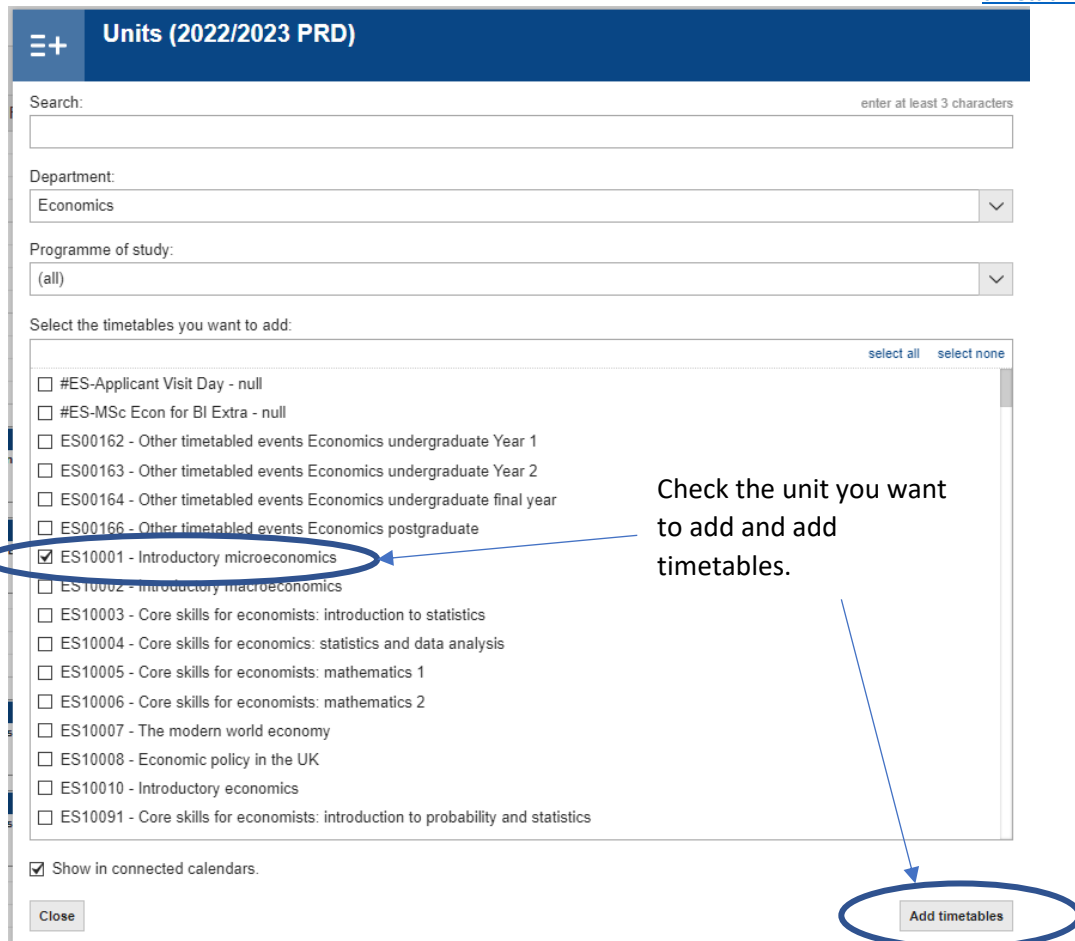 Units (2022/2023 PRD)
Search:
enter at least 3 characters
Department:
Economics
Programme of study:
(all)
Select the timetables you want to add:
select all select none
#ES-Applicant Visit Day - null
#ES-MSc Econ for BI Extra - null
ES00162 - Other timetabled events Economics undergraduate Year 1
ES00163 - Other timetabled events Economics undergraduate Year 2
ES00164 - Other timetabled events Economics undergraduate final year
ES00166 - Other timetabled events Economics postgraduate
ES10001 - Introductory microeconomics
ES10002 - Introductory macroeconomics
ES10003 - Core skills for economists: introduction to statistics
ES10004 - Core skills for economics: statistics and data analysis
ES10005 - Core skills for economists: mathematics 1
ES10006 - Core skills for economists: mathematics 2
ES10007 - The modern world economy
ES10008 - Economic policy in the UK
ES10010 - Introductory economics
ES10091 - Core skills for economists: introduction to probability and statistics
Check the unit you want
to add and add
timetables.
Show in connected calendars.
Close
Add timetables